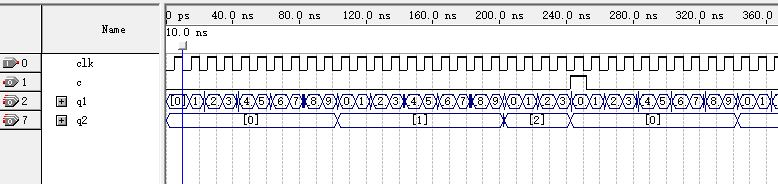 Name
0 ps 40.0 ns 80.0 ns 120.0 ns 160.0 ns 200.0 ns 240.0 ns 280.0 ns 320.0 ns 360.0
10.0 ns
0 clk
1 c
2 q1 [0] 1 2 3 4 5 6 7 8 9 0 1 2 3 4 5 6 7 8 9 0 1 2 3 0 1 2 3 4 5 6 7 8 9 0 1
7 q2 [0] [1] [2] [0]